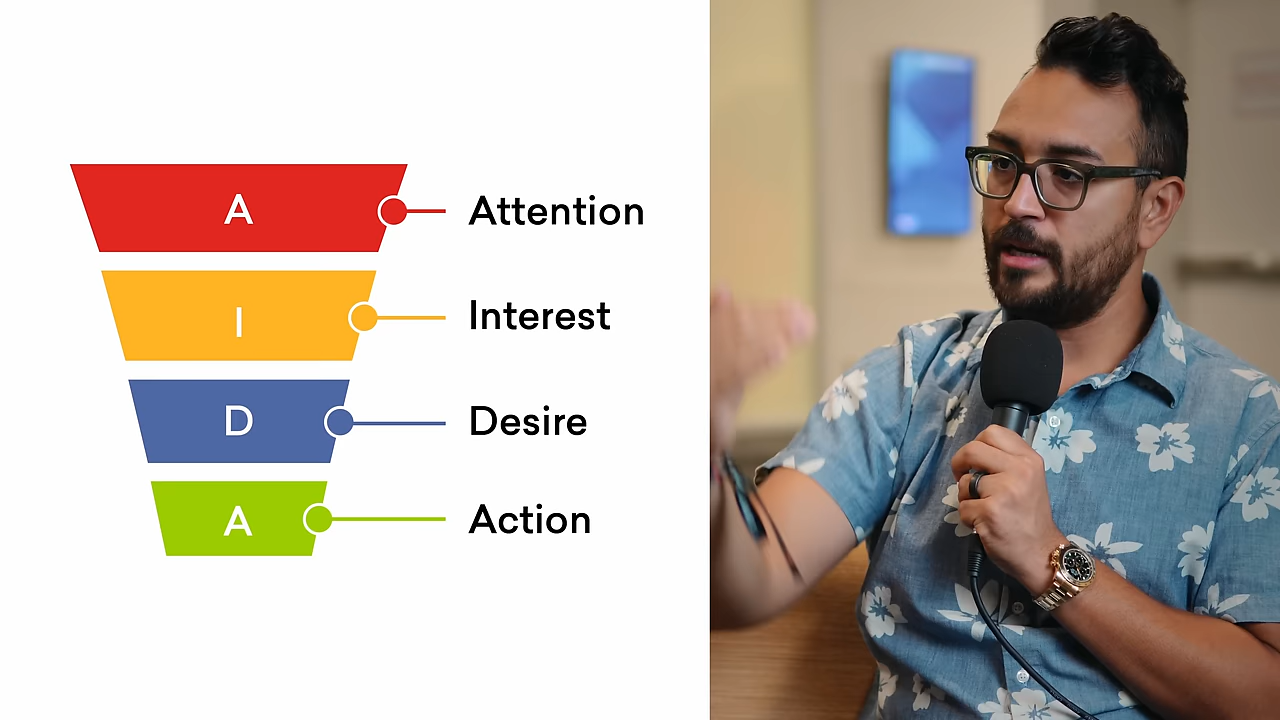 A Attention
I Interest
D Desire
A Action